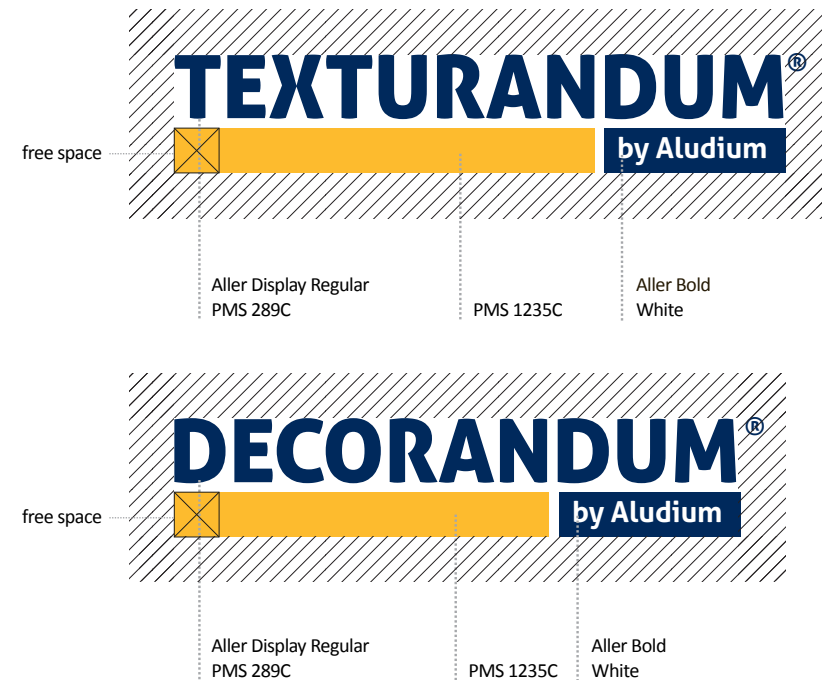 TEXTURANDUM®
free space
by Aludium
Aller Display Regular
PMS 289C
PMS 1235C
Aller Bold
White
DECORANDUM®
free space
by Aludium
Aller Display Regular
PMS 289C
PMS 1235C
Aller Bold
White